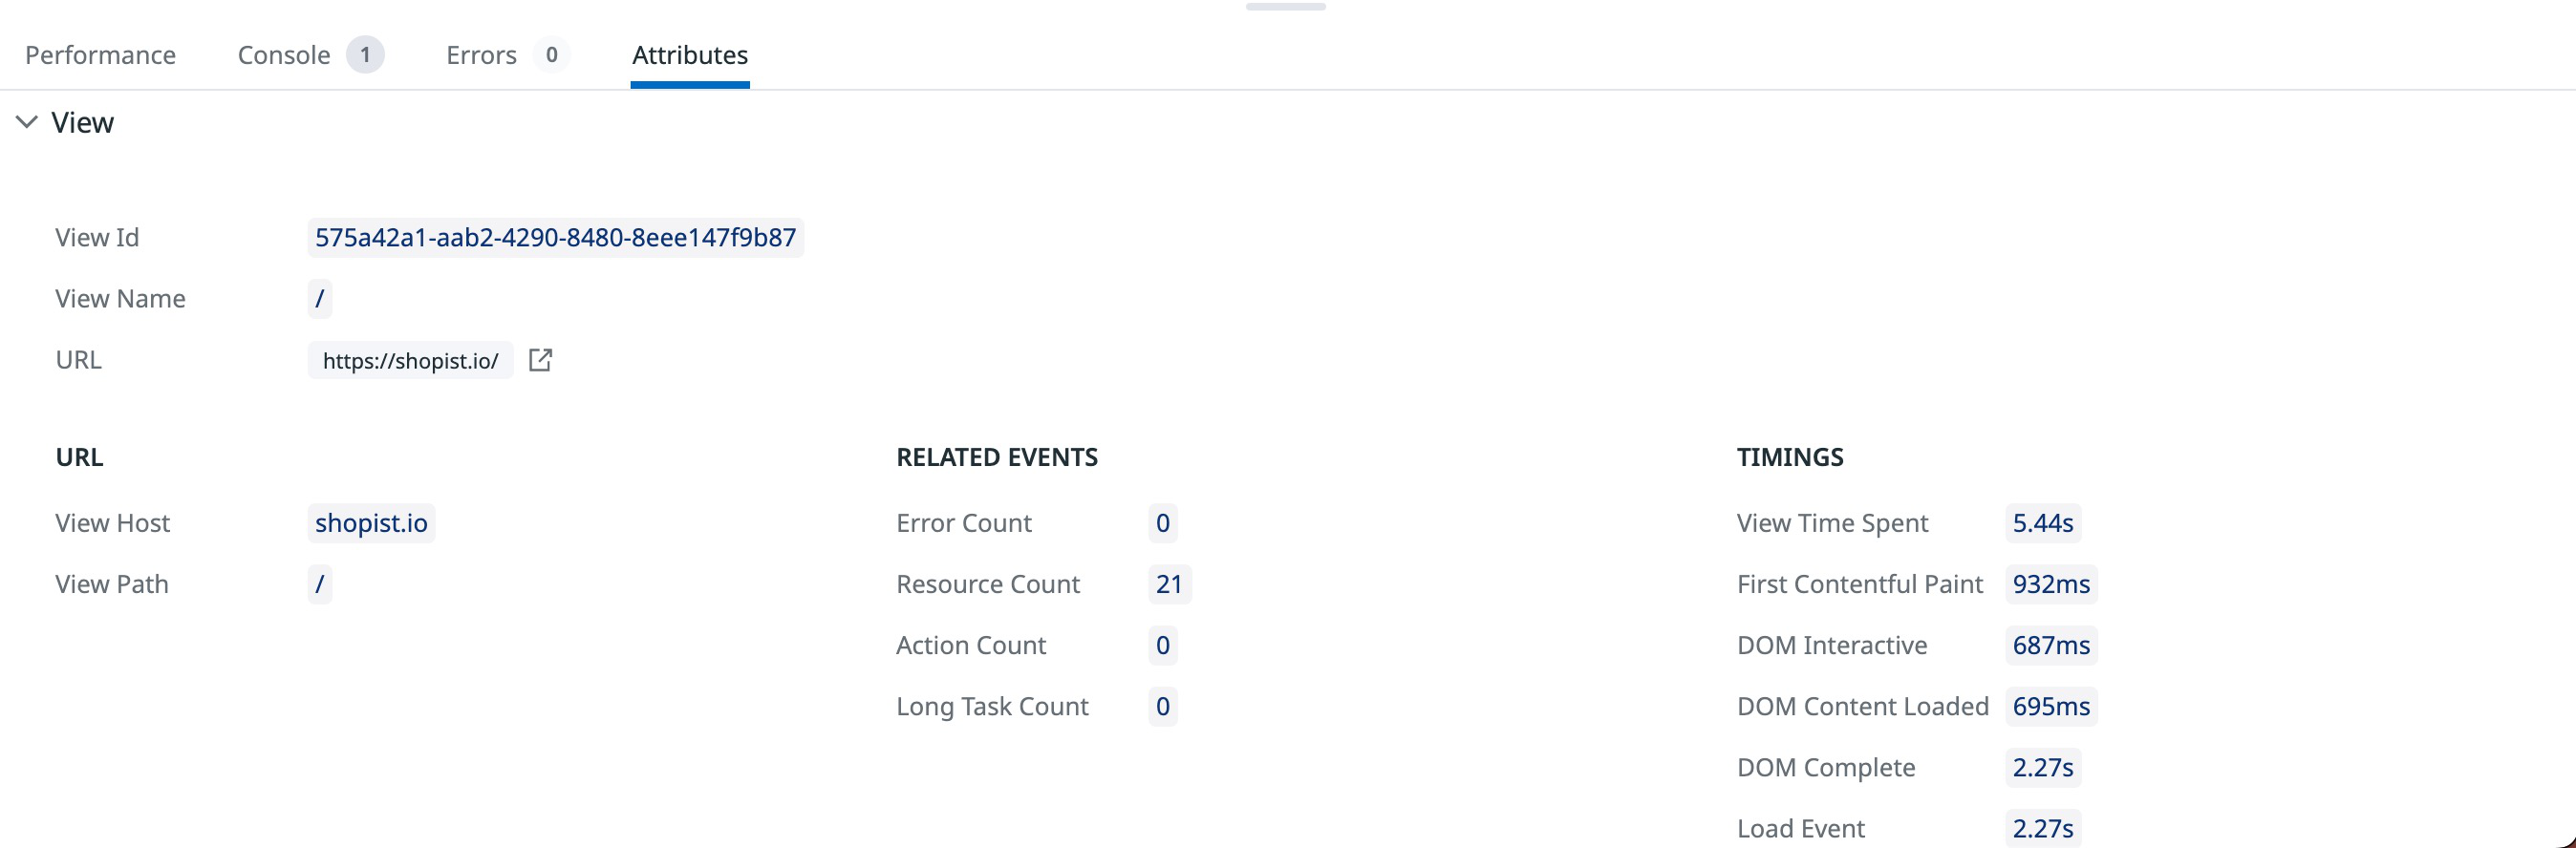 Performance Console 1 Errors 0 Attributes
View
View Id 575a42a1-aab2-4290-8480-8eee147f9b87
View Name /
URL https://shopist.io/
URL
View Host shopist.io
View Path /
RELATED EVENTS
Error Count 0
Resource Count 21
Action Count 0
Long Task Count 0
TIMINGS
View Time Spent 5.44s
First Contentful Paint 932ms
DOM Interactive 687ms
DOM Content Loaded 695ms
DOM Complete 2.27s
Load Event 2.27s